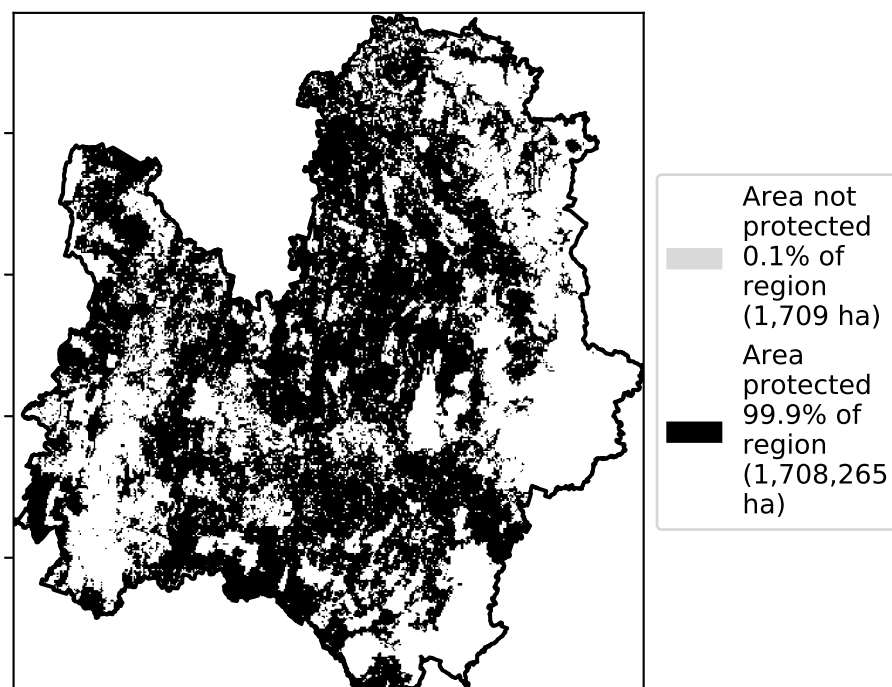 Area not
protected
0.1% of
region
(1,709 ha)
Area
protected
99.9% of
region
(1,708,265
ha)